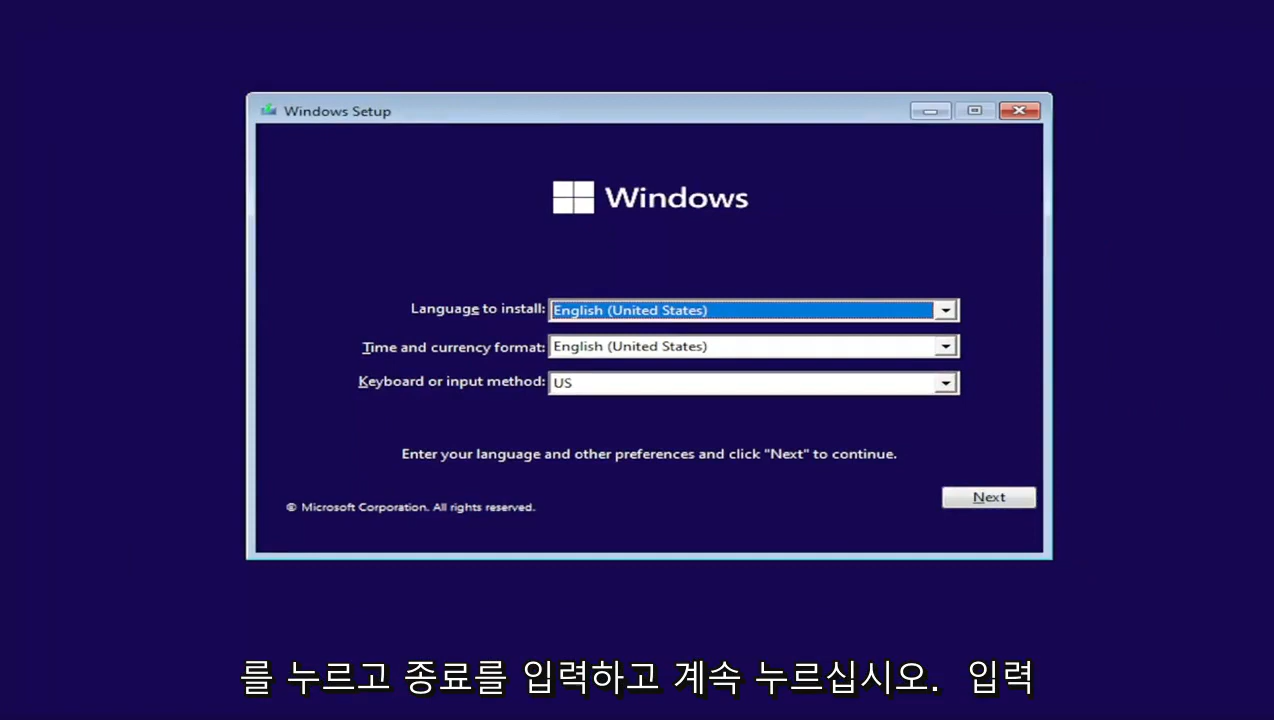 Windows Setup
Windows
Language to install: English (United States)
Time and currency format: English (United States)
Keyboard or input method: US
Enter your language and other preferences and click "Next" to continue.
© Microsoft Corporation. All rights reserved.
Next
를 누르고 종료를 입력하고 계속 누르십시오. 입력